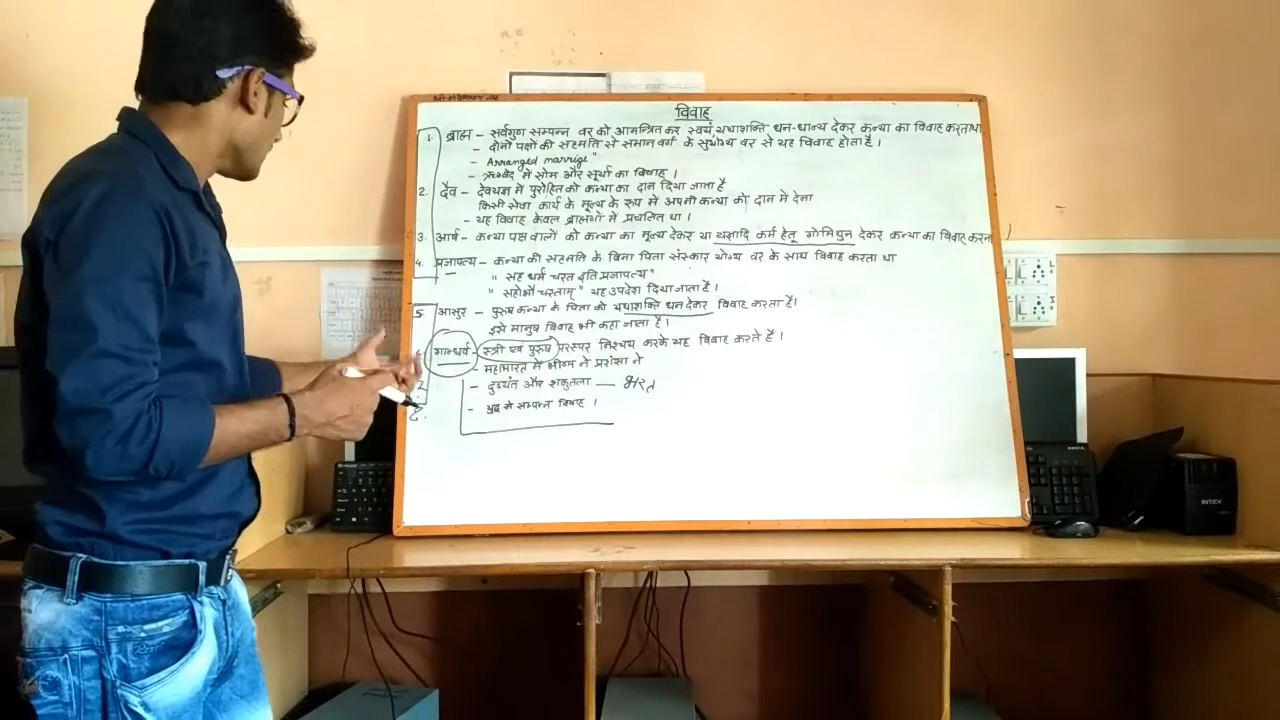 विवाह
1. ब्राह्म - सर्वगुण सम्पन्न वर को आमन्त्रित कर स्वयं यथाशक्ति धन-धान्य देकर कन्या का विवाह करता था
- दोनों पक्षों की सहमति से समान वर्ग के सुयोग्य वर से यह विवाह होता है ।
- Arranged marrige"
- ऋग्वेद में सोम और सूर्या का विवाह ।
2. दैव - देवयज्ञ में पुरोहित को कन्या का दान दिया जाता है
किसी सेवा कार्य के मूल्य के रूप में अपनी कन्या को दान में देना
- यह विवाह केवल ब्राह्मणों में प्रचलित था ।
3. आर्ष - कन्या पक्ष वालों को कन्या का मूल्य देकर या यज्ञादि कर्म हेतू गोमिथुन देकर कन्या का विवाह करना ।
4. प्रजापत्य - कन्या की सहमति के बिना पिता संस्कार योग्य वर के साथ विवाह करता था
" सह धर्म चरत इति प्रजापत्य"
" सहोभौ चरताम्" यह उपदेश दिया जाता है ।
5. आसुर - पुरुष कन्या के पिता को यथाशक्ति धन देकर विवाह करता है।
इसे मानुष विवाह भी कहा जाता है ।
गान्धर्व - स्त्री एवं पुरुष परस्पर निश्चय करके यह विवाह करते हैं ।
- महाभारत में भीष्म ने प्रशंसा ने
- दुष्यंत और शकुतला — भरत
8. - युद्ध से सम्पन्न विवाह ।
INTEX